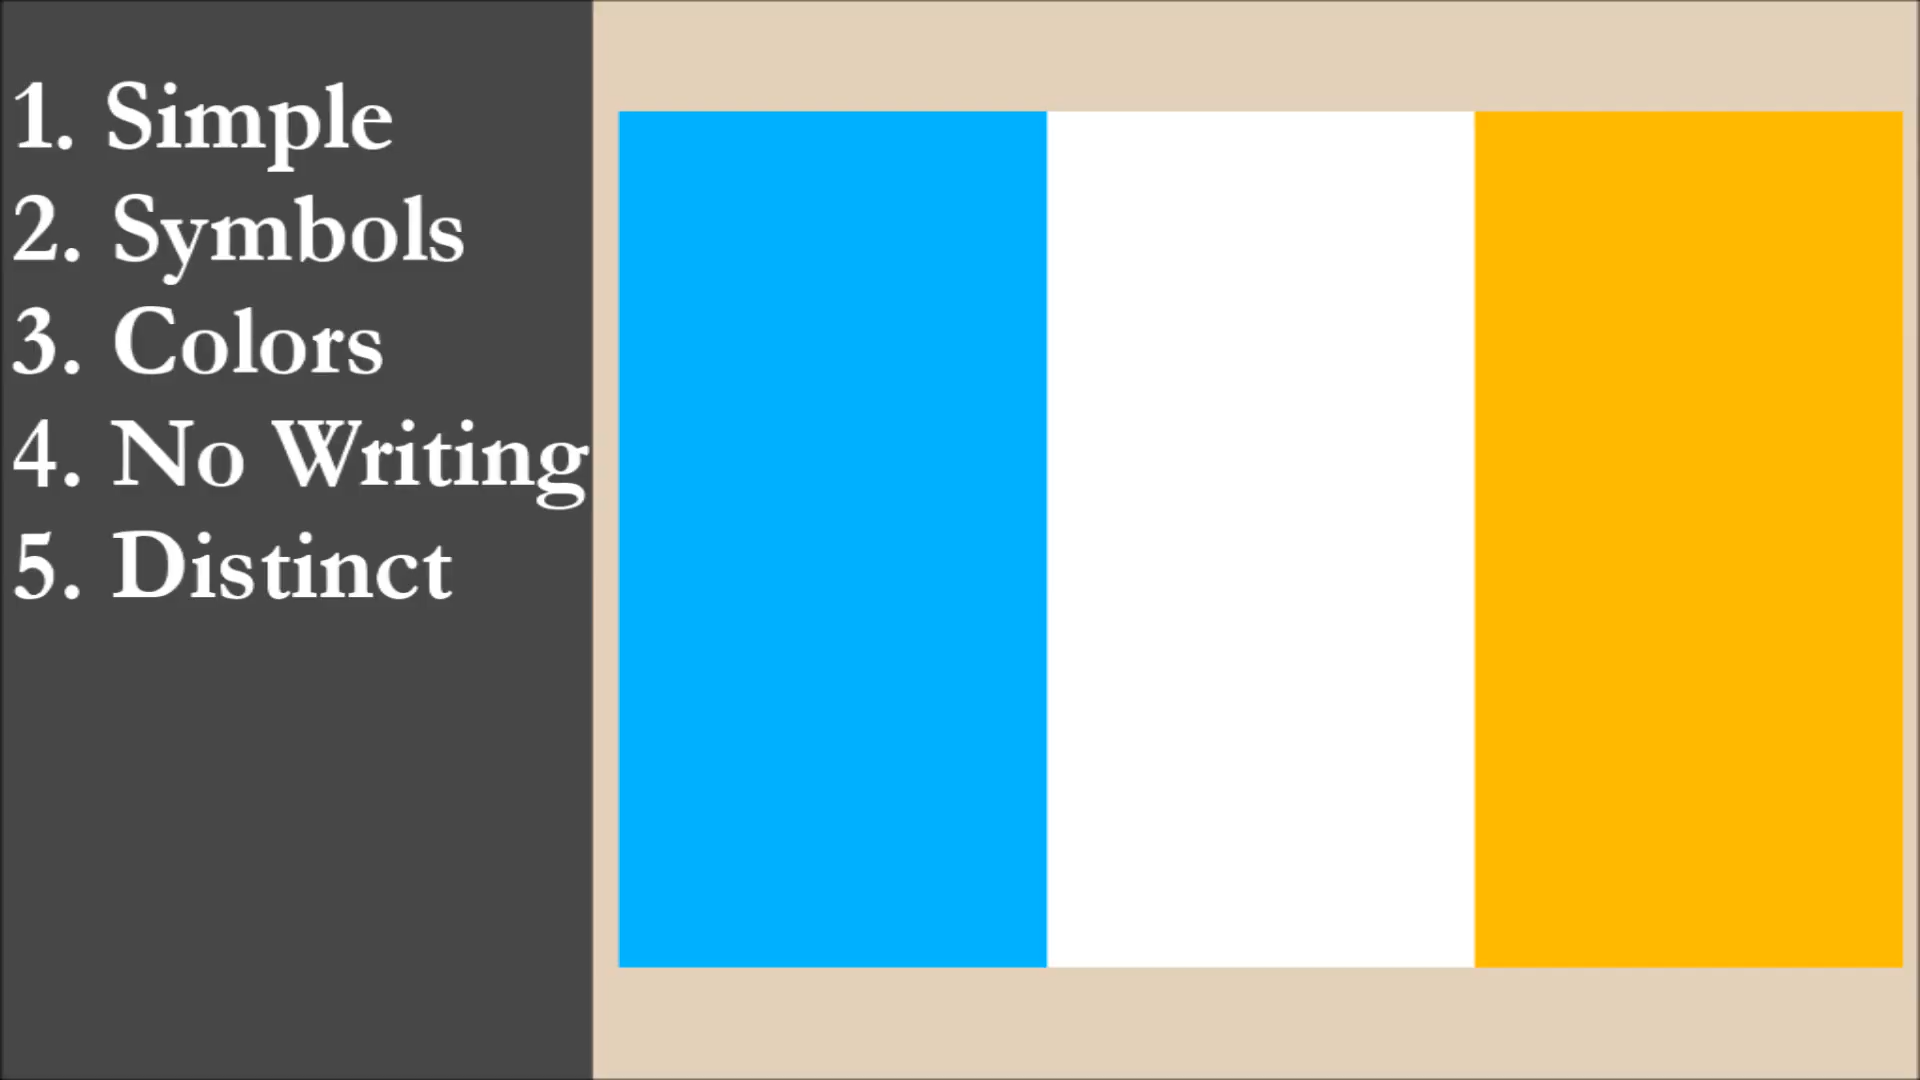 1. Simple
2. Symbols
3. Colors
4. No Writing
5. Distinct